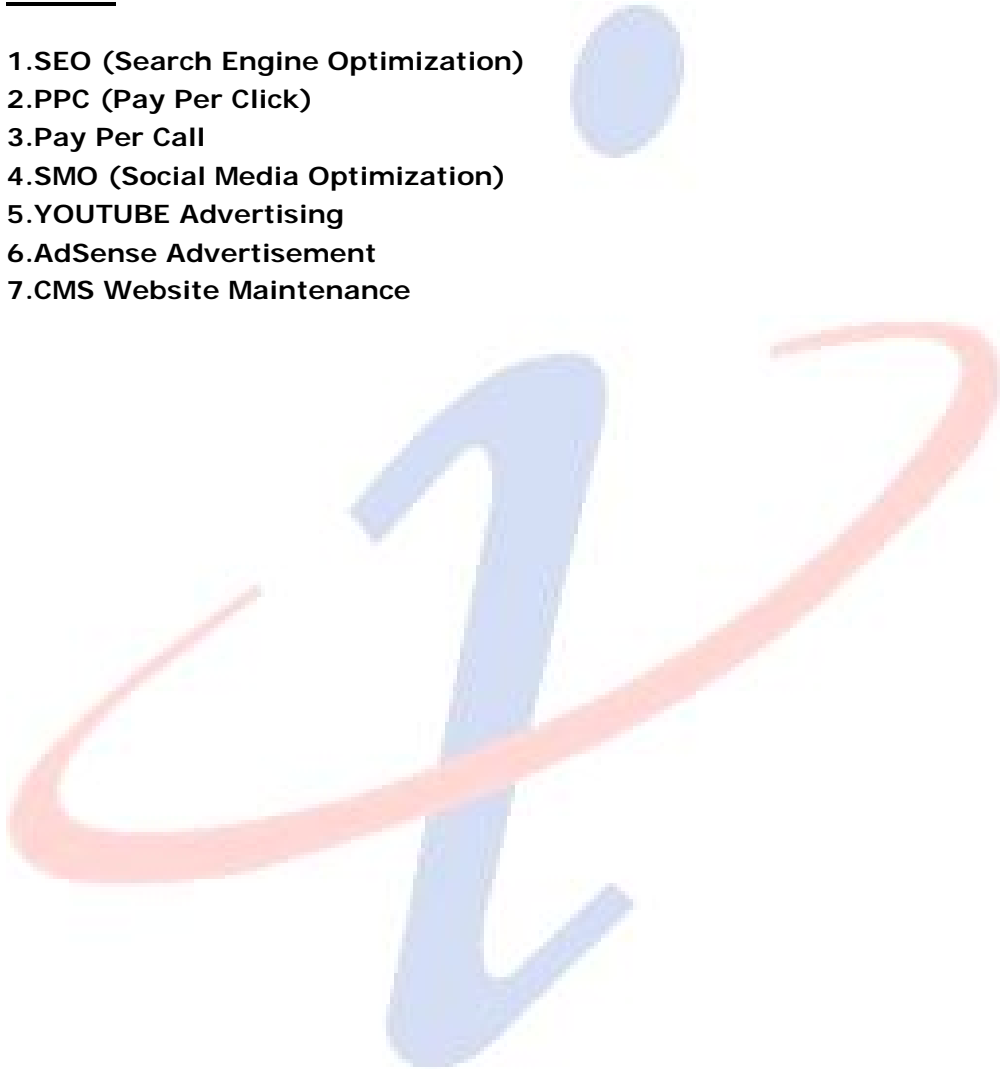 1.SEO (Search Engine Optimization)
2.PPC (Pay Per Click)
3.Pay Per Call
4.SMO (Social Media Optimization)
5.YOUTUBE Advertising
6.AdSense Advertisement
7.CMS Website Maintenance